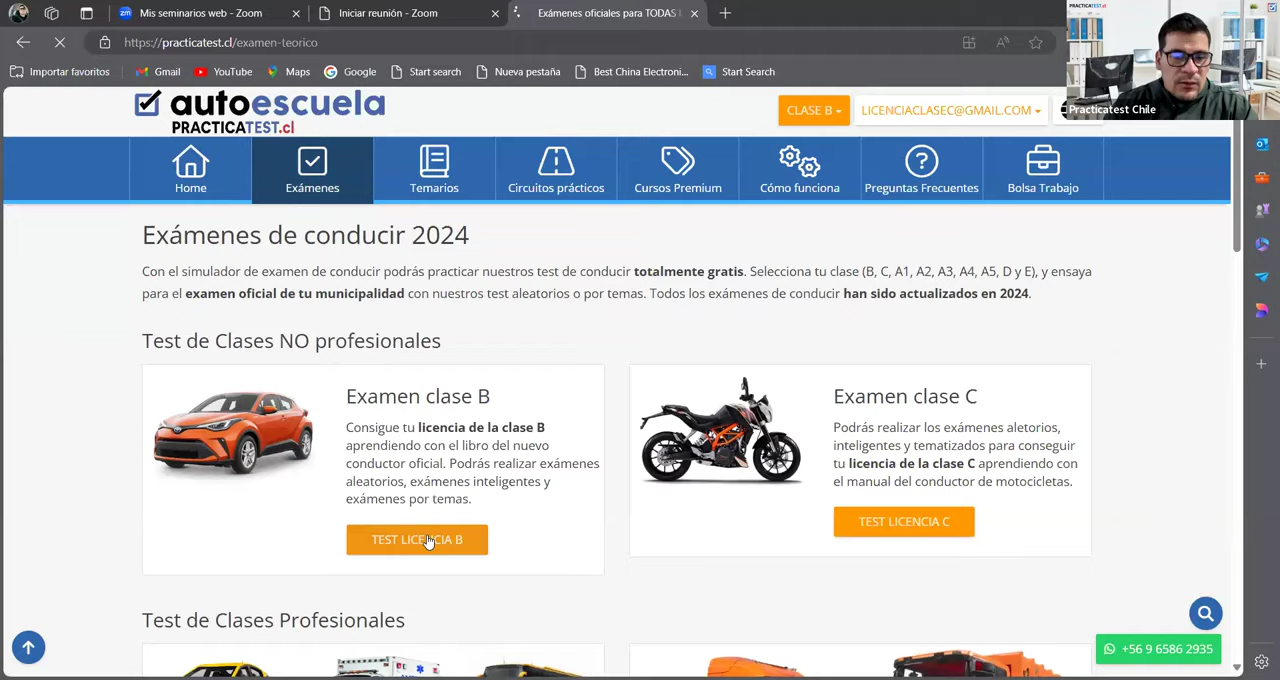 Mis seminarios web - Zoom
Iniciar reunión - Zoom
Exámenes oficiales para TODAS
PRACTICATEST.cl
https://practicatest.cl/examen-teorico
Importar favoritos
Gmail
YouTube
Maps
Google
Start search
Nueva pestaña
Best China Electroni...
Start Search
Practicatest Chile
autoescuela
PRACTICATEST.cl
CLASE B
LICENCIACLASEC@GMAIL.COM
Home
Exámenes
Temarios
Circuitos prácticos
Cursos Premium
Cómo funciona
Preguntas Frecuentes
Bolsa Trabajo
Exámenes de conducir 2024
Con el simulador de examen de conducir podrás practicar nuestros test de conducir totalmente gratis. Selecciona tu clase (B, C, A1, A2, A3, A4, A5, D y E), y ensaya
para el examen oficial de tu municipalidad con nuestros test aleatorios o por temas. Todos los exámenes de conducir han sido actualizados en 2024.
Test de Clases NO profesionales
Examen clase B
Consigue tu licencia de la clase B
aprendiendo con el libro del nuevo
conductor oficial. Podrás realizar exámenes
aleatorios, exámenes inteligentes y
exámenes por temas.
TEST LICENCIA B
Examen clase C
Podrás realizar los exámenes aletorios,
inteligentes y tematizados para conseguir
tu licencia de la clase C aprendiendo con
el manual del conductor de motocicletas.
TEST LICENCIA C
Test de Clases Profesionales
+56 9 6586 2935